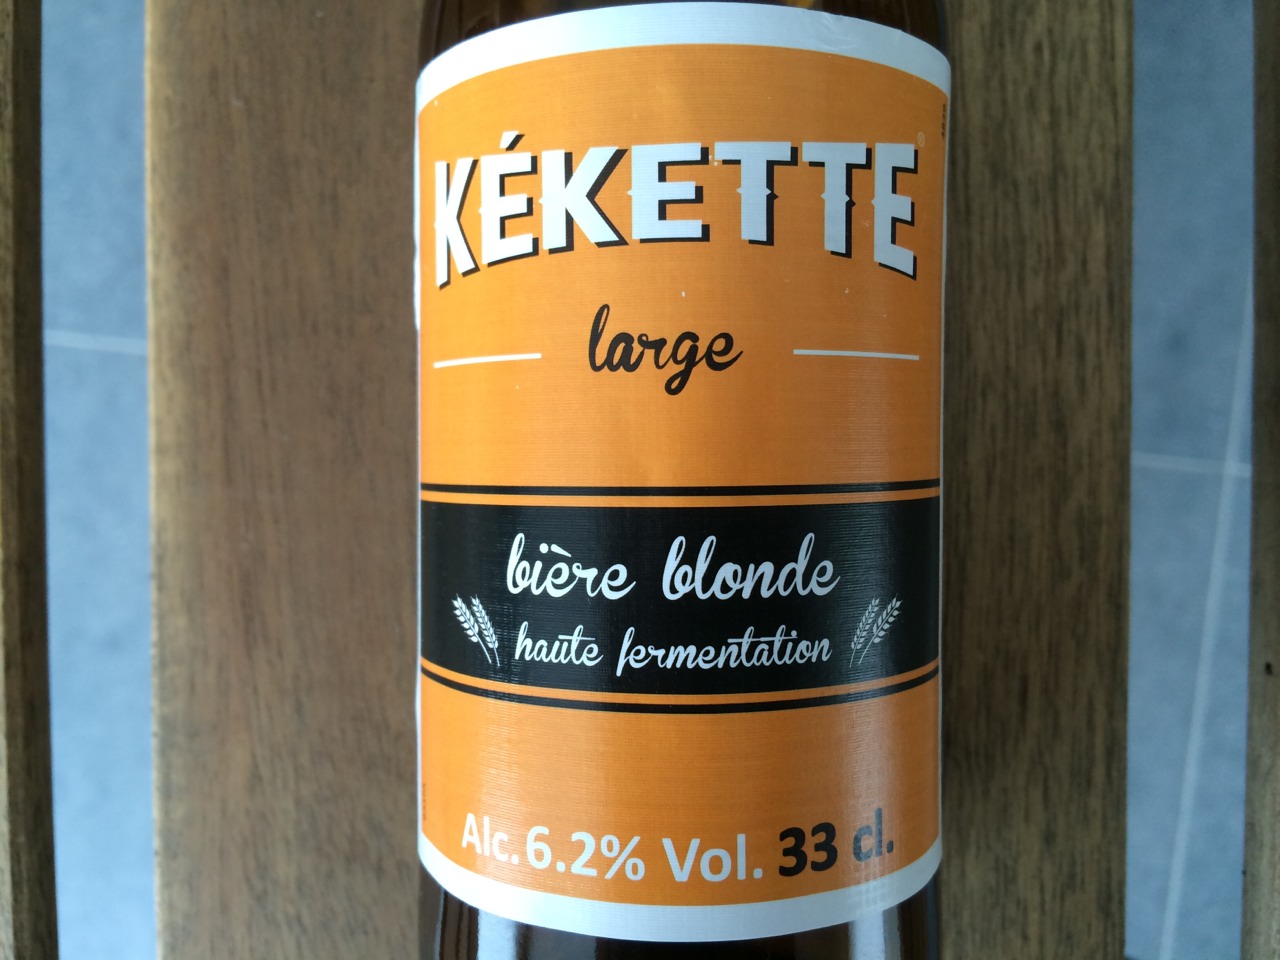 KÉKETTE®
large
bière blonde
haute fermentation
Alc. 6.2% Vol. 33 cl.